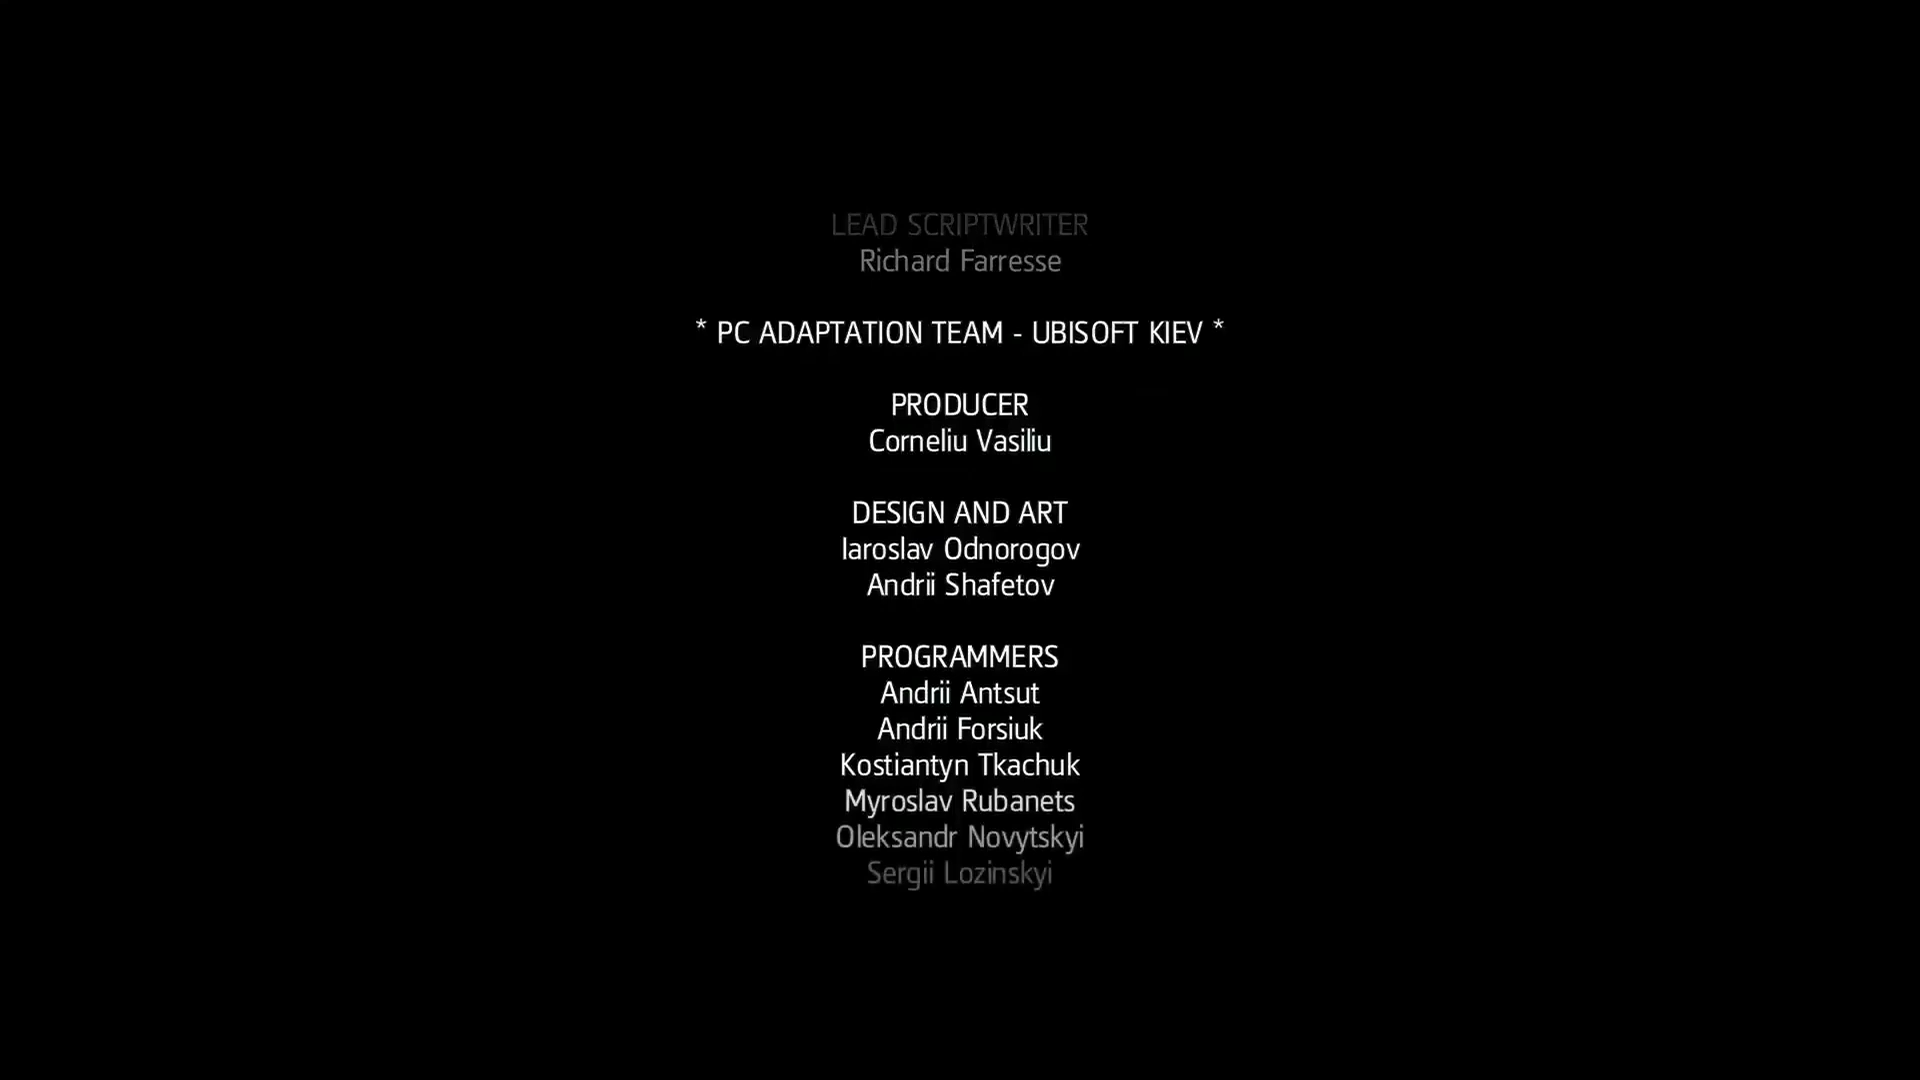 LEAD SCRIPTWRITER
Richard Farresse
* PC ADAPTATION TEAM - UBISOFT KIEV *
PRODUCER
Corneliu Vasiliu
DESIGN AND ART
Iaroslav Odnorogov
Andrii Shafetov
PROGRAMMERS
Andrii Antsut
Andrii Forsiuk
Kostiantyn Tkachuk
Myroslav Rubanets
Oleksandr Novytskyi
Sergii Lozinskyi